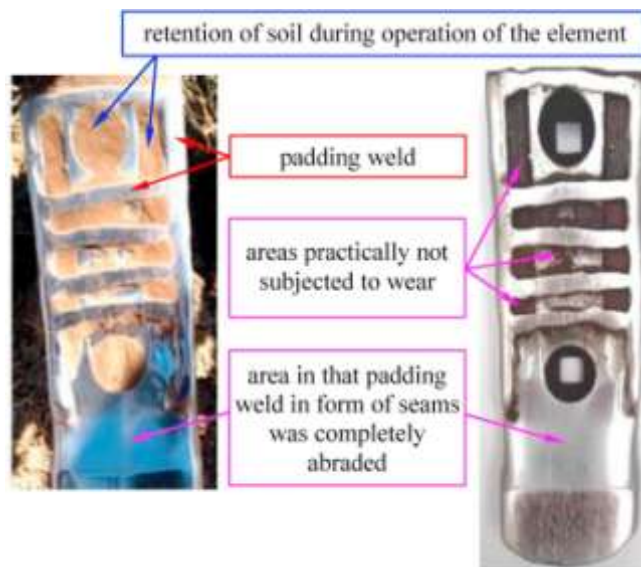 retention of soil during operation of the element
padding weld
areas practically not
subjected to wear
area in that padding
weld in form of seams
was completely
abraded